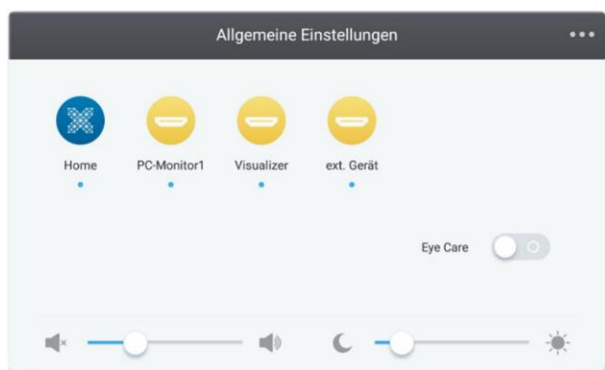 Allgemeine Einstellungen
Home PC-Monitor1 Visualizer ext. Gerät
Eye Care